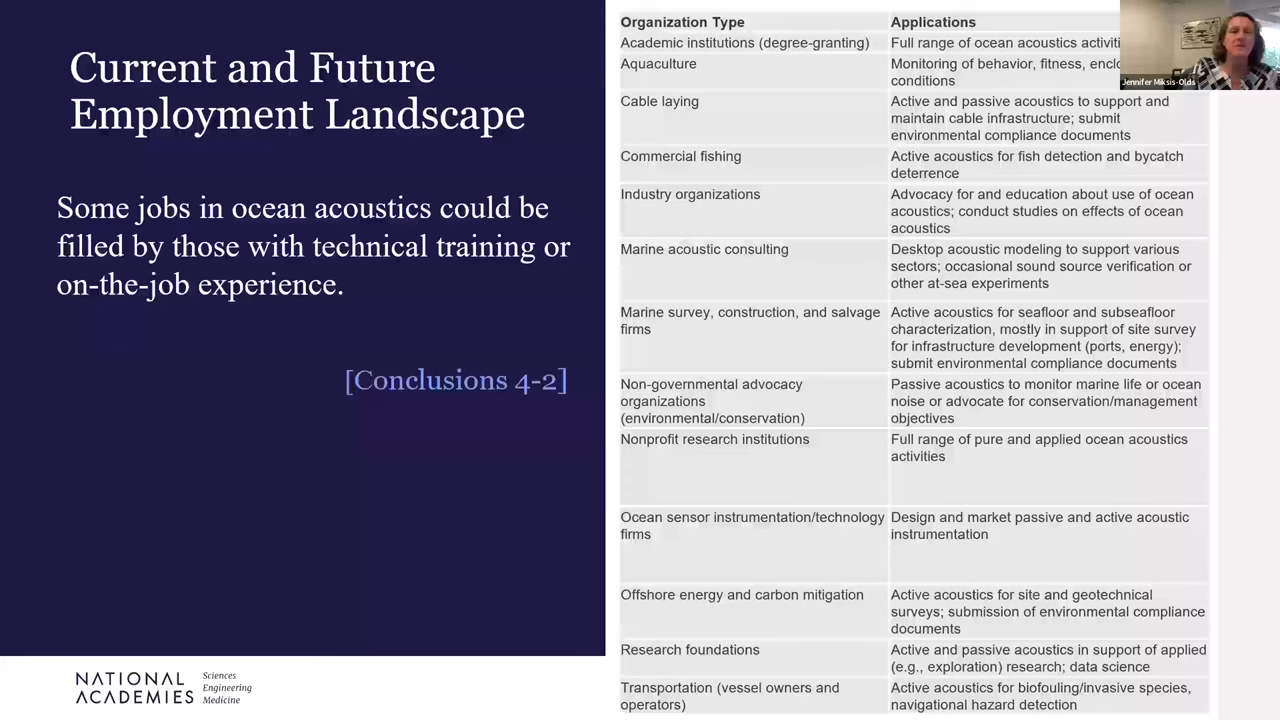 Current and Future
Employment Landscape
Some jobs in ocean acoustics could be
filled by those with technical training or
on-the-job experience.
[Conclusions 4-2]
NATIONAL
ACADEMIES
Sciences
Engineering
Medicine
Organization Type
Applications
Academic institutions (degree-granting)
Full range of ocean acoustics
Aquaculture
Monitoring of behavior, fitness,
conditions
Cable laying
Active and passive acoustics to support and
maintain cable infrastructure; submit
environmental compliance documents
Commercial fishing
Active acoustics for fish detection and bycatch
deterrence
Industry organizations
Advocacy for and education about use of ocean
acoustics; conduct studies on effects of ocean
acoustics
Marine acoustic consulting
Desktop acoustic modeling to support various
sectors; occasional sound source verification or
other at-sea experiments
Marine survey, construction, and salvage
firms
Active acoustics for seafloor and subseafloor
characterization, mostly in support of site survey
for infrastructure development (ports, energy);
submit environmental compliance documents
Non-governmental advocacy
organizations
(environmental/conservation)
Passive acoustics to monitor marine life or ocean
noise or advocate for conservation/management
objectives
Nonprofit research institutions
Full range of pure and applied ocean acoustics
activities
Ocean sensor instrumentation/technology
firms
Design and market passive and active acoustic
instrumentation
Offshore energy and carbon mitigation
Active acoustics for site and geotechnical
surveys; submission of environmental compliance
documents
Research foundations
Active and passive acoustics in support of applied
(e.g., exploration) research; data science
Transportation (vessel owners and
operators)
Active acoustics for biofouling/invasive species,
navigational hazard detection
Jennifer Miksis-Olds